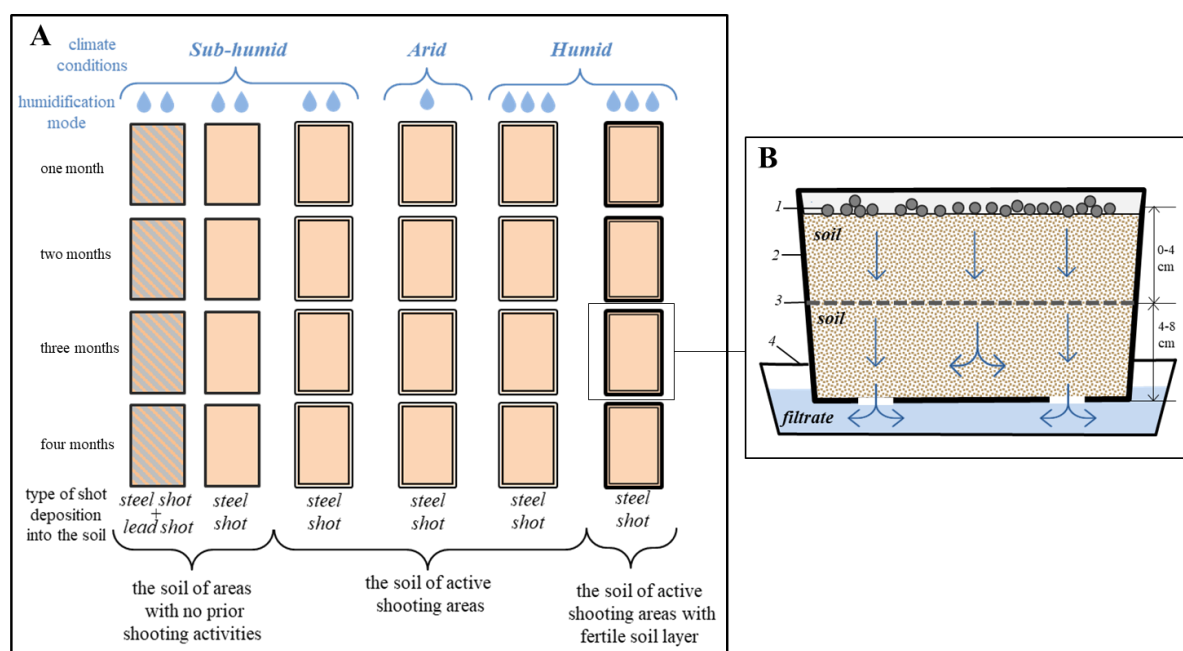 A
climate
conditions
Sub-humid
Arid
Humid
humidification
mode
one month
two months
three months
four months
type of shot
deposition
into the soil
steel shot
+
lead shot
steel
shot
steel
shot
steel
shot
steel
shot
steel
shot
the soil of areas
with no prior
shooting activities
the soil of active
shooting areas
the soil of active
shooting areas with
fertile soil layer
B
1
soil
2
0-4
cm
3
soil
4
4-8
cm
filtrate